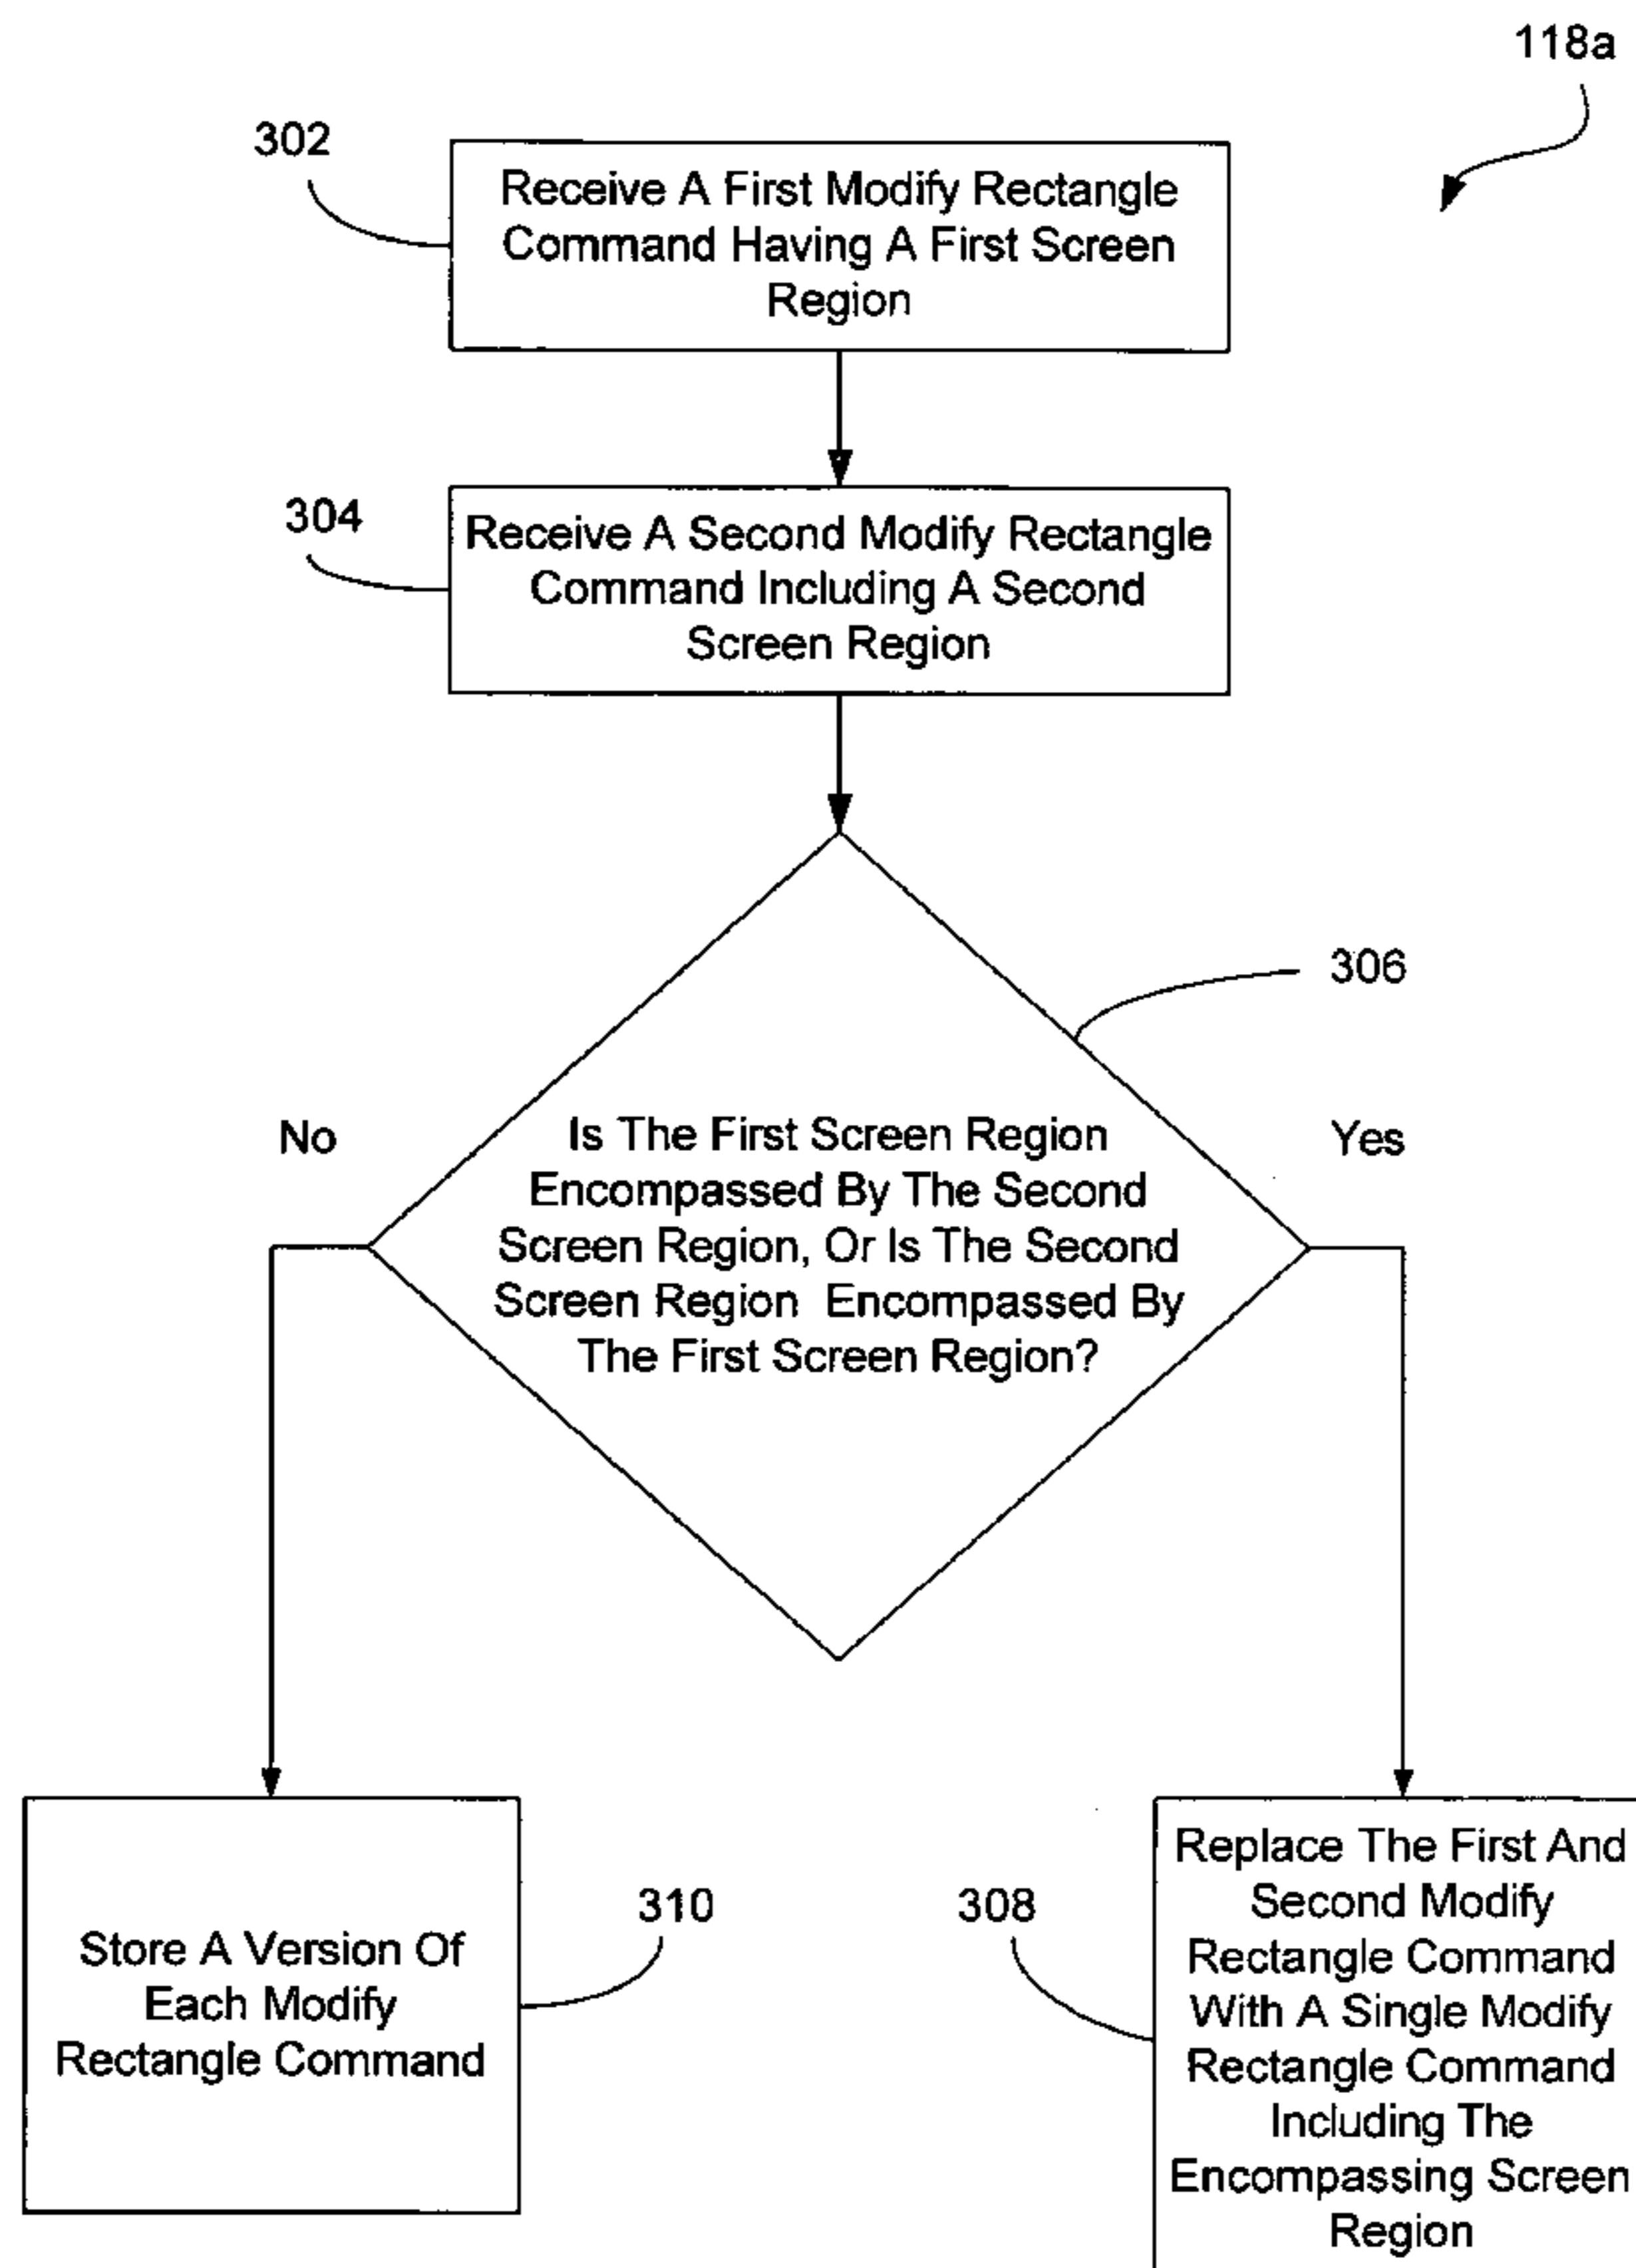 118a
302
Receive A First Modify Rectangle
Command Having A First Screen
Region
304
Receive A Second Modify Rectangle
Command Including A Second
Screen Region
306
No
Yes
Is The First Screen Region
Encompassed By The Second
Screen Region, Or Is The Second
Screen Region Encompassed By
The First Screen Region?
310
Store A Version Of
Each Modify
Rectangle Command
308
Replace The First And
Second Modify
Rectangle Command
With A Single Modify
Rectangle Command
Including The
Encompassing Screen
Region